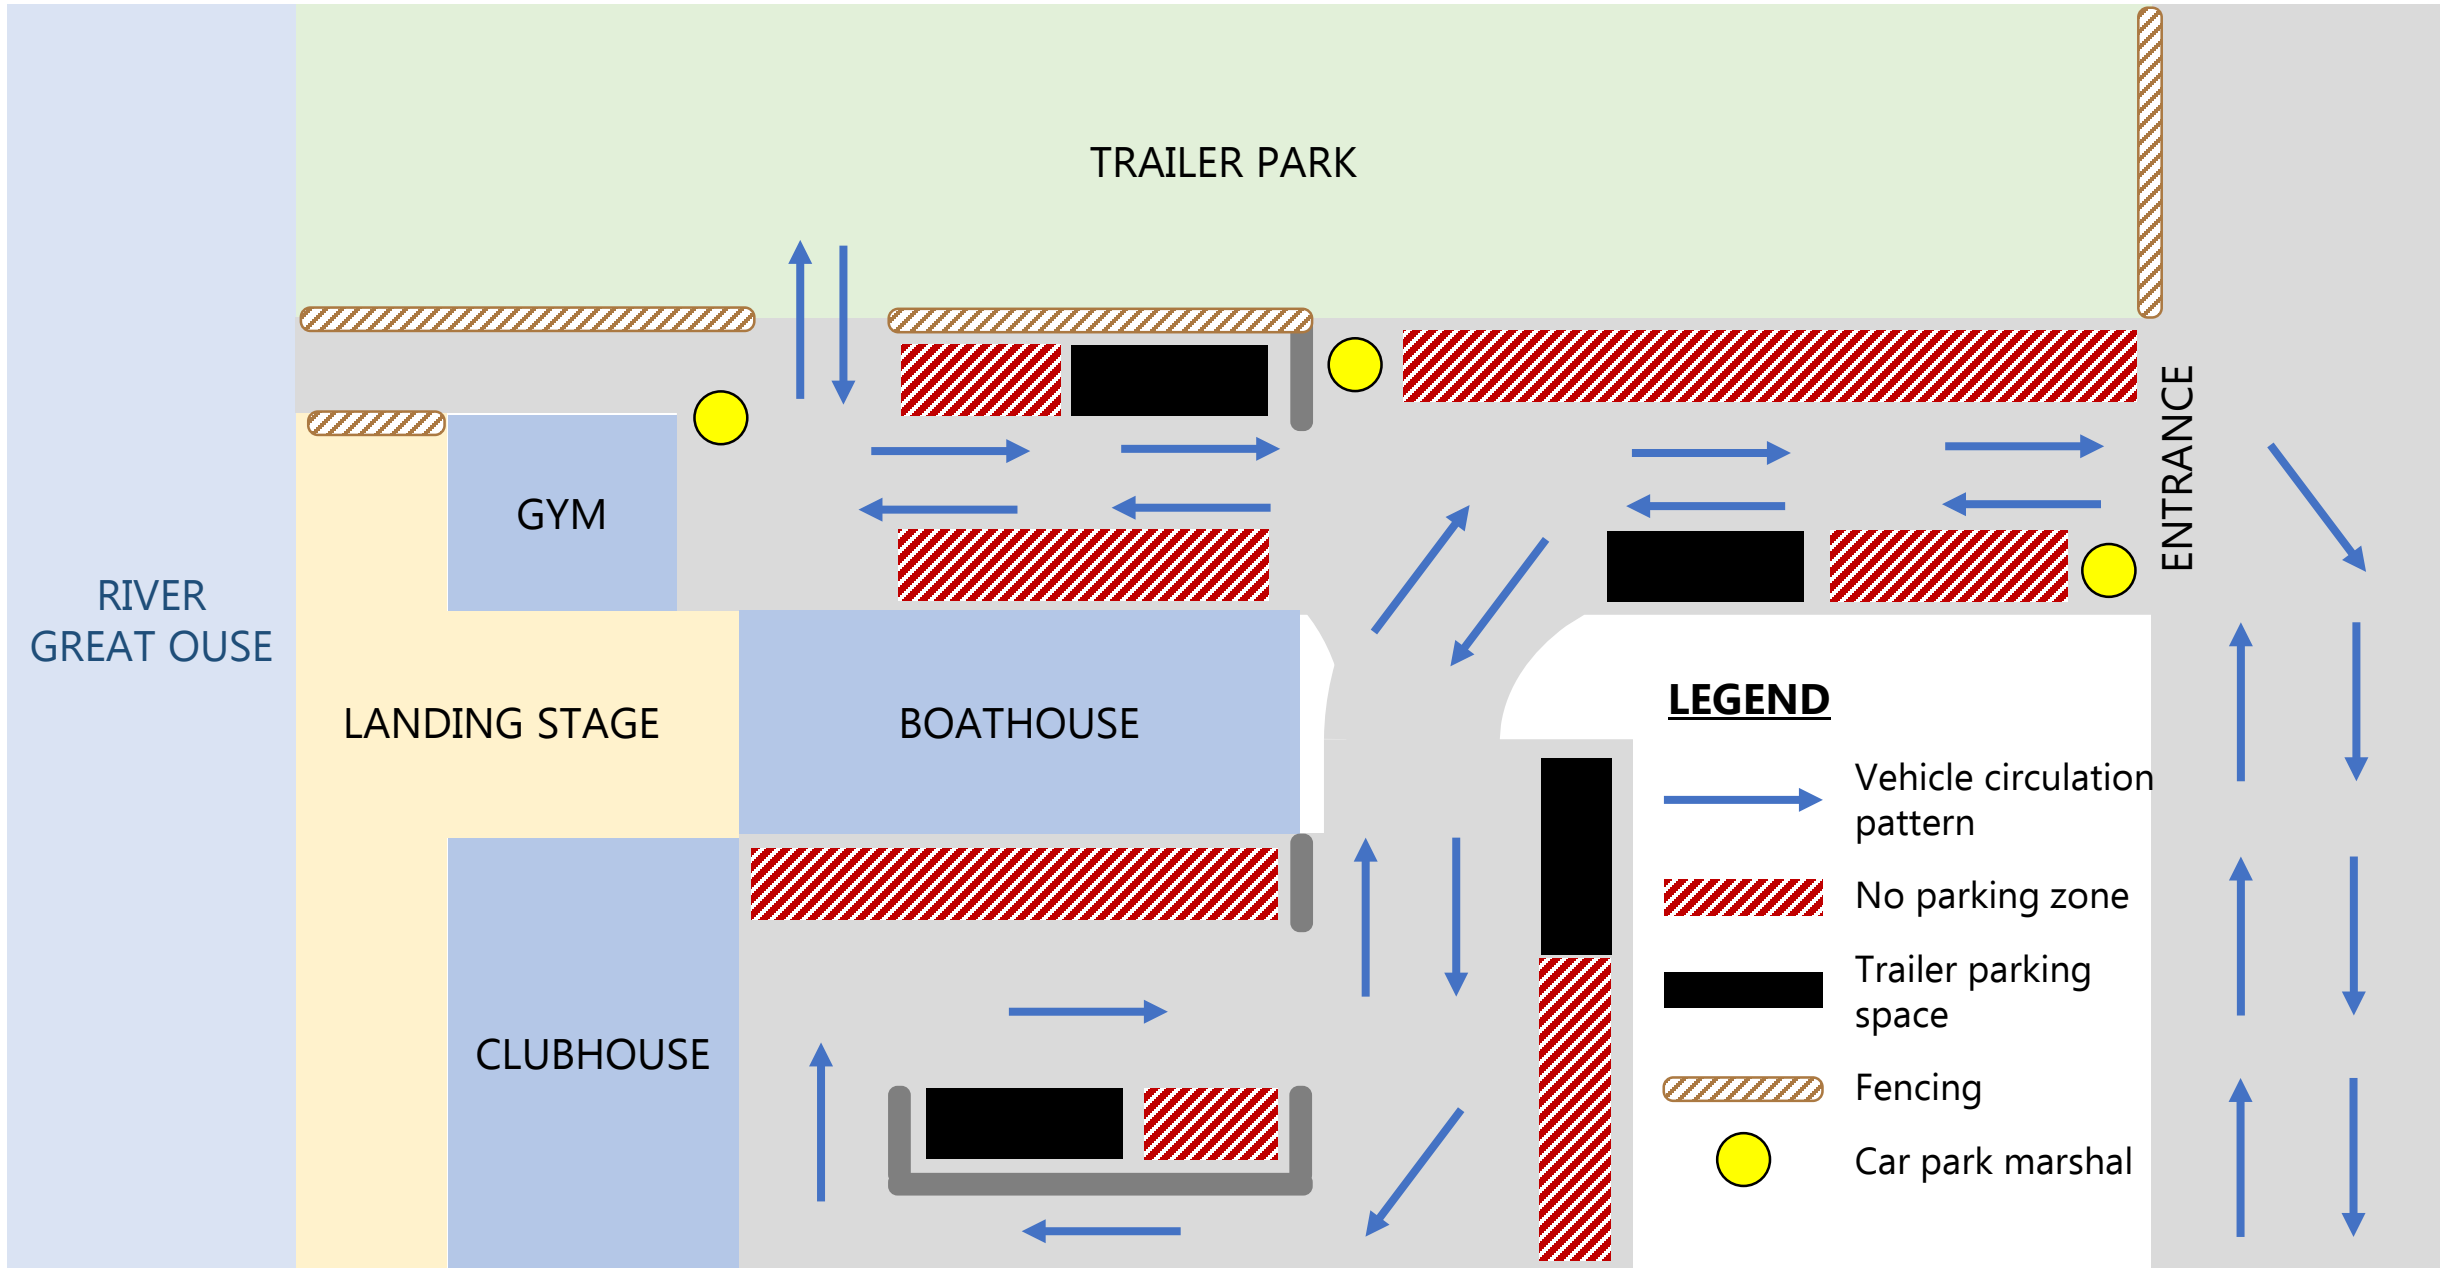 TRAILER PARK
ENTRANCE
GYM
RIVER
GREAT OUSE
LANDING STAGE
BOATHOUSE
CLUBHOUSE
LEGEND
Vehicle circulation
pattern
No parking zone
Trailer parking
space
Fencing
Car park marshal